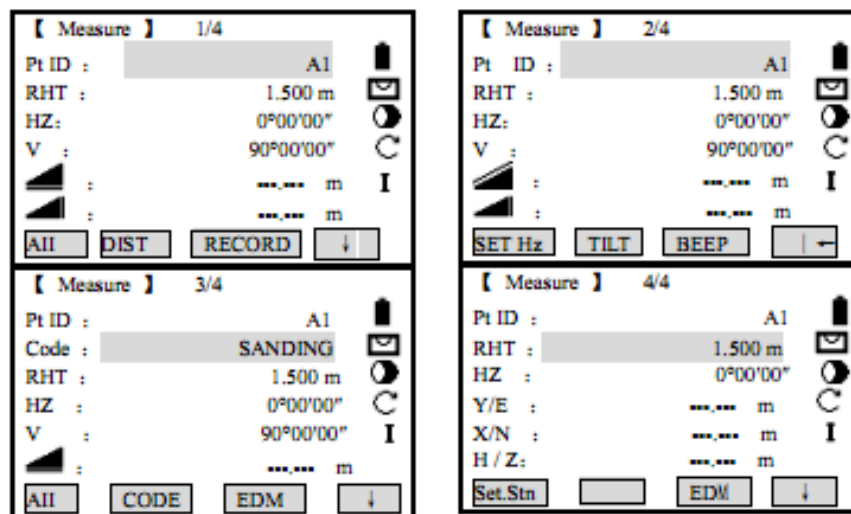 【 Measure 】 1/4
Pt ID : A1
RHT : 1.500 m
HZ: 0°00'00"
V : 90°00'00"
: ---.--- m
: ---.--- m
All DIST RECORD ↓
【 Measure 】 2/4
Pt ID : A1
RHT : 1.500 m
HZ: 0°00'00"
V : 90°00'00"
: ---.--- m
: ---.--- m
SET Hz TILT BEEP |←
【 Measure 】 3/4
Pt ID : A1
Code : SANDING
RHT : 1.500 m
HZ : 0°00'00"
V : 90°00'00"
: ---.--- m
All CODE EDM ↓
【 Measure 】 4/4
Pt ID : A1
RHT : 1.500 m
HZ : 0°00'00"
Y/E : ---.--- m
X/N : ---.--- m
H / Z: ---.--- m
Set.Stn EDM ↓
I
I
I
I